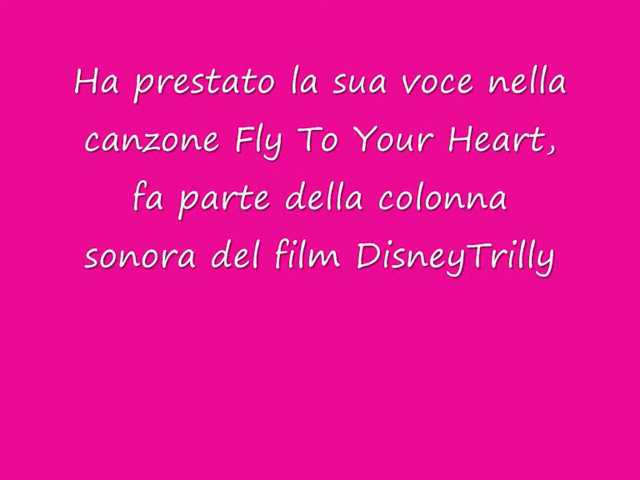 Ha prestato la sua voce nella
canzone Fly To Your Heart,
fa parte della colonna
sonora del film DisneyTrilly